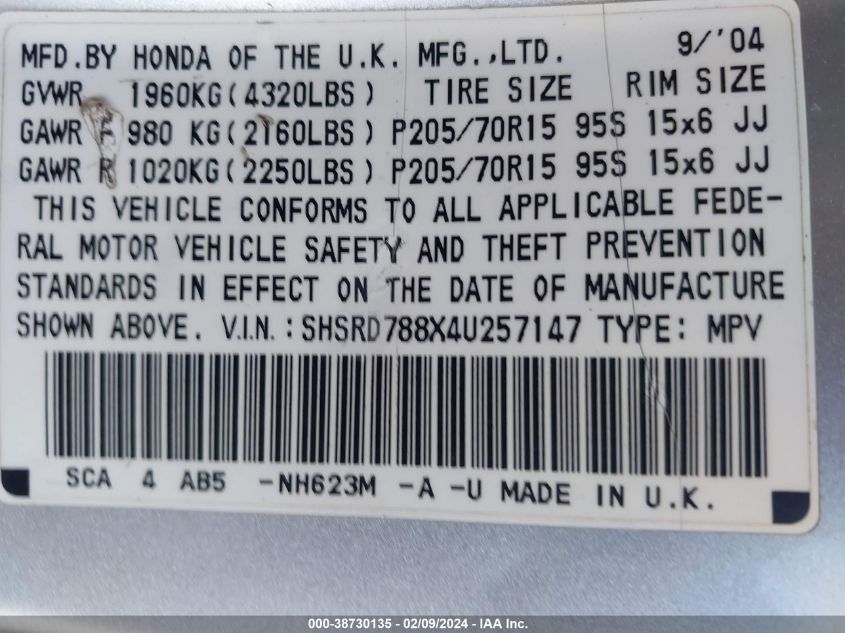 MFD.BY HONDA OF THE U.K. MFG.,LTD. 9/'04
GVWR 1960KG(4320LBS) TIRE SIZE RIM SIZE
GAWR F 980 KG(2160LBS) P205/70R15 95S 15x6 JJ
GAWR R 1020KG(2250LBS) P205/70R15 95S 15x6 JJ
THIS VEHICLE CONFORMS TO ALL APPLICABLE FEDE-
RAL MOTOR VEHICLE SAFETY AND THEFT PREVENTION
STANDARDS IN EFFECT ON THE DATE OF MANUFACTURE
SHOWN ABOVE. V.I.N.:SHSRD788X4U257147 TYPE: MPV
SCA 4 AB5 -NH623M -A -U MADE IN U.K.
000-38730135 - 02/09/2024 - IAA Inc.